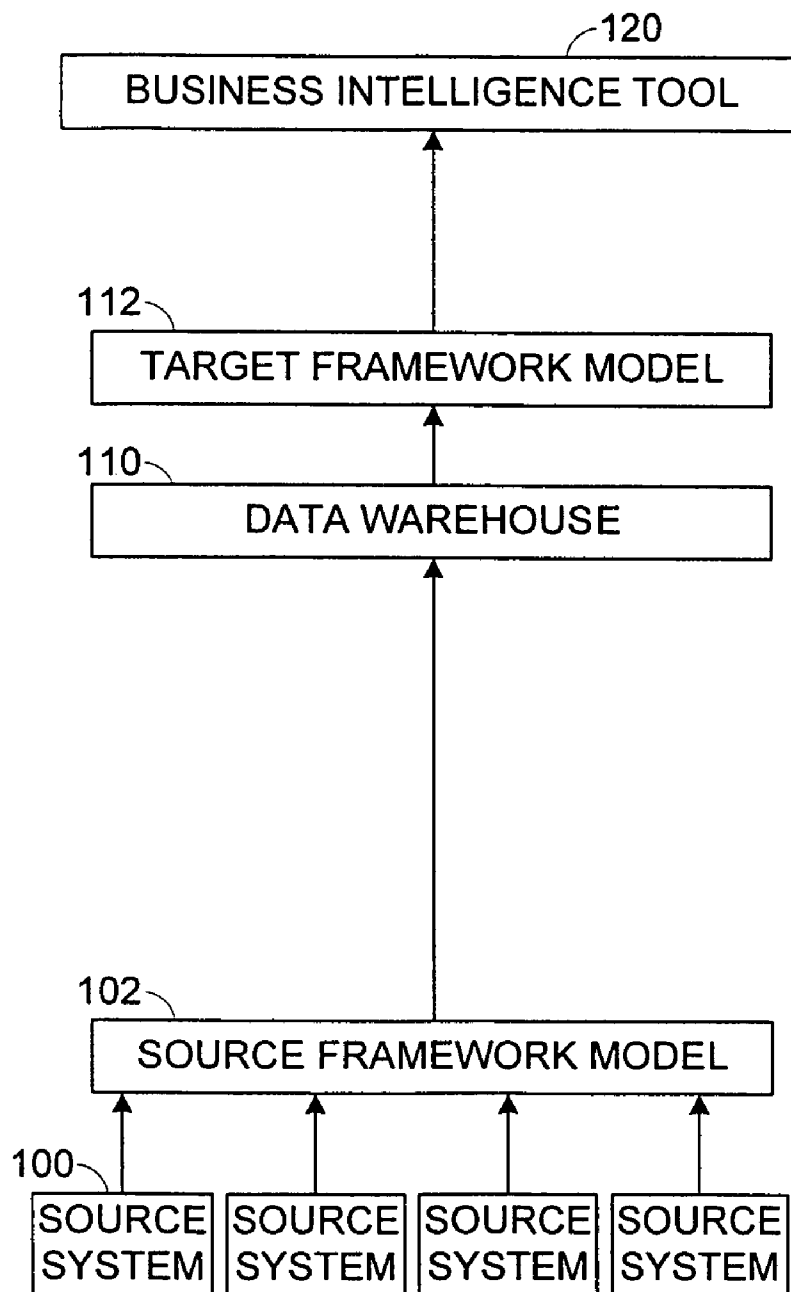 120
BUSINESS INTELLIGENCE TOOL
112
TARGET FRAMEWORK MODEL
110
DATA WAREHOUSE
102
SOURCE FRAMEWORK MODEL
100
SOURCE SYSTEM
SOURCE SYSTEM
SOURCE SYSTEM
SOURCE SYSTEM